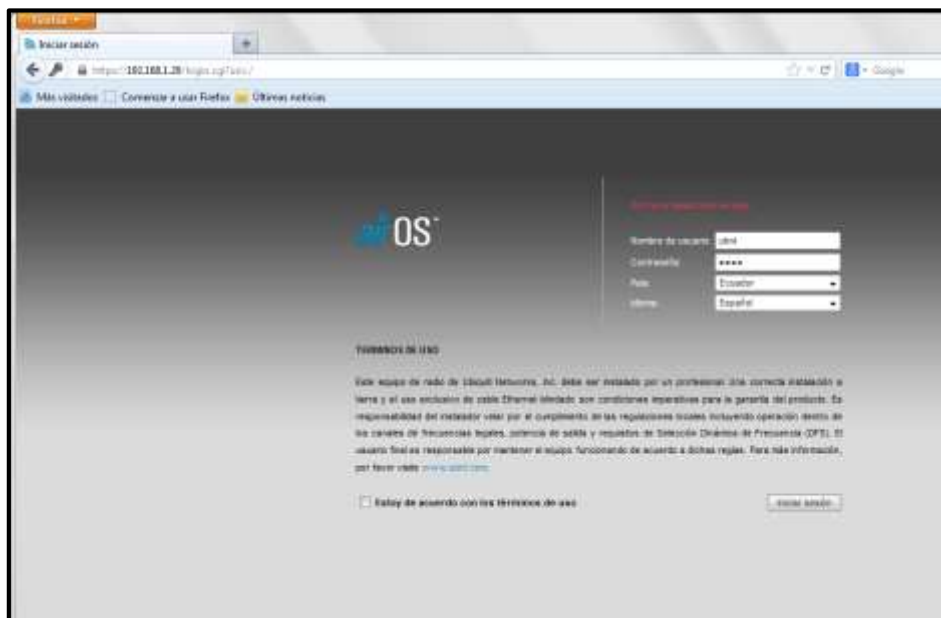 Firefox
Iniciar sesión
https://192.168.1.20/login.cgi?uri=/
Google
Más visitados Comenzar a usar Firefox Últimas noticias
airOS™
Nombre de usuario: ubnt
Contraseña: ••••
País: Ecuador
Idioma: Español
TÉRMINOS DE USO
Este equipo de radio de Ubiquiti Networks, Inc. debe ser instalado por un profesional. Una correcta instalación a
tierra y el uso exclusivo de cable Ethernet blindado son condiciones imperativas para la garantía del producto. Es
responsabilidad del instalador velar por el cumplimiento de las regulaciones locales incluyendo operación dentro de
los canales de frecuencias legales, potencia de salida y requisitos de Selección Dinámica de Frecuencia (DFS). El
usuario final es responsable por mantener el equipo funcionando de acuerdo a dichas reglas. Para más información,
por favor visite www.ubnt.com
Estoy de acuerdo con los términos de uso
Iniciar sesión